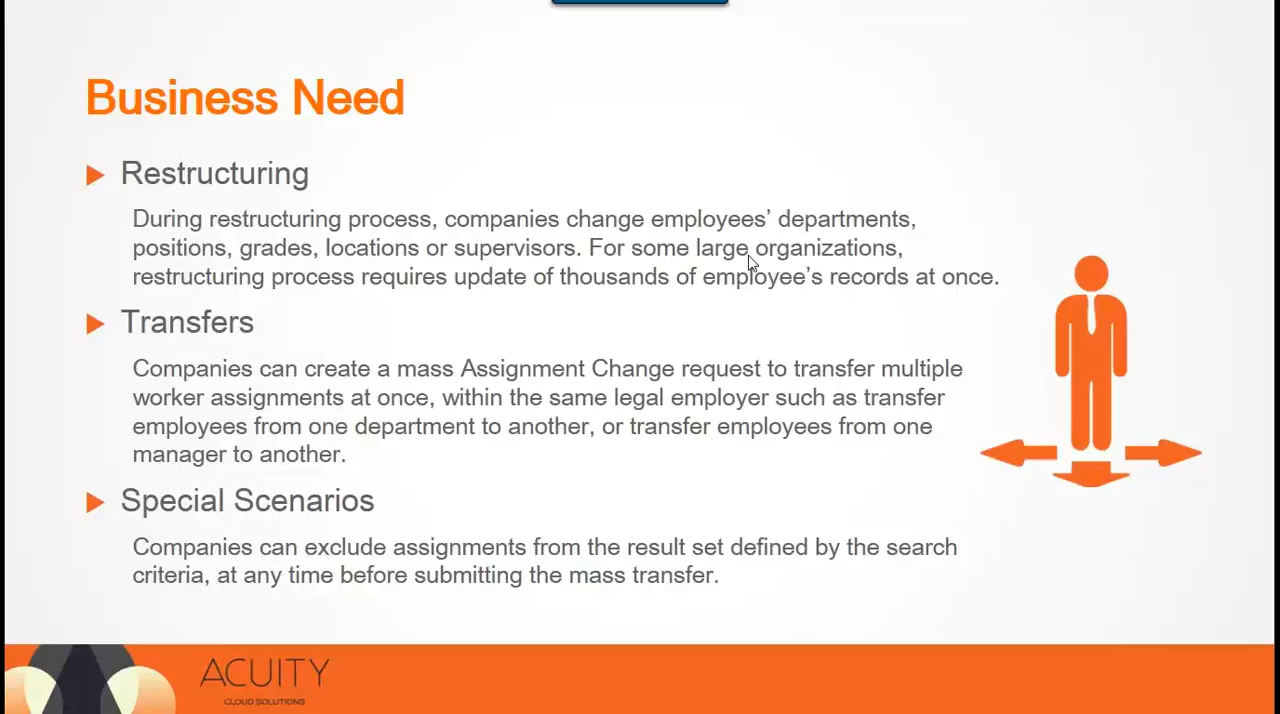 Business Need
Restructuring
During restructuring process, companies change employees’ departments,
positions, grades, locations or supervisors. For some large organizations,
restructuring process requires update of thousands of employee’s records at once.
Transfers
Companies can create a mass Assignment Change request to transfer multiple
worker assignments at once, within the same legal employer such as transfer
employees from one department to another, or transfer employees from one
manager to another.
Special Scenarios
Companies can exclude assignments from the result set defined by the search
criteria, at any time before submitting the mass transfer.
ACUITY
CLOUD SOLUTIONS